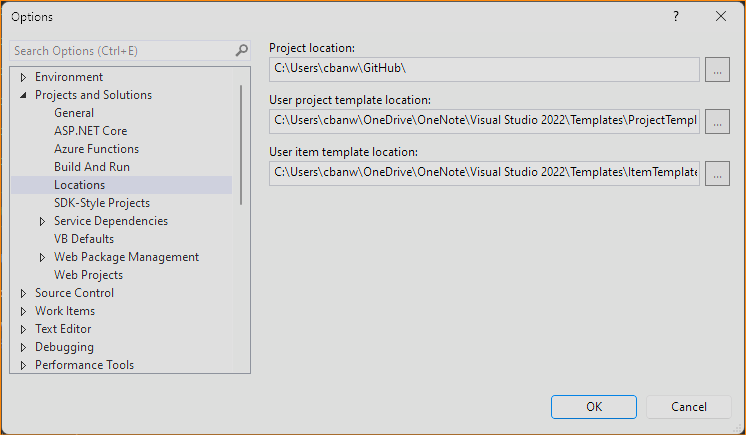 Options
?
Search Options (Ctrl+E)
Environment
Projects and Solutions
General
ASP.NET Core
Azure Functions
Build And Run
Locations
SDK-Style Projects
Service Dependencies
VB Defaults
Web Package Management
Web Projects
Source Control
Work Items
Text Editor
Debugging
Performance Tools
Project location:
C:\Users\cbanw\GitHub\
...
User project template location:
C:\Users\cbanw\OneDrive\OneNote\Visual Studio 2022\Templates\ProjectTempl
...
User item template location:
C:\Users\cbanw\OneDrive\OneNote\Visual Studio 2022\Templates\ItemTemplate
...
OK
Cancel